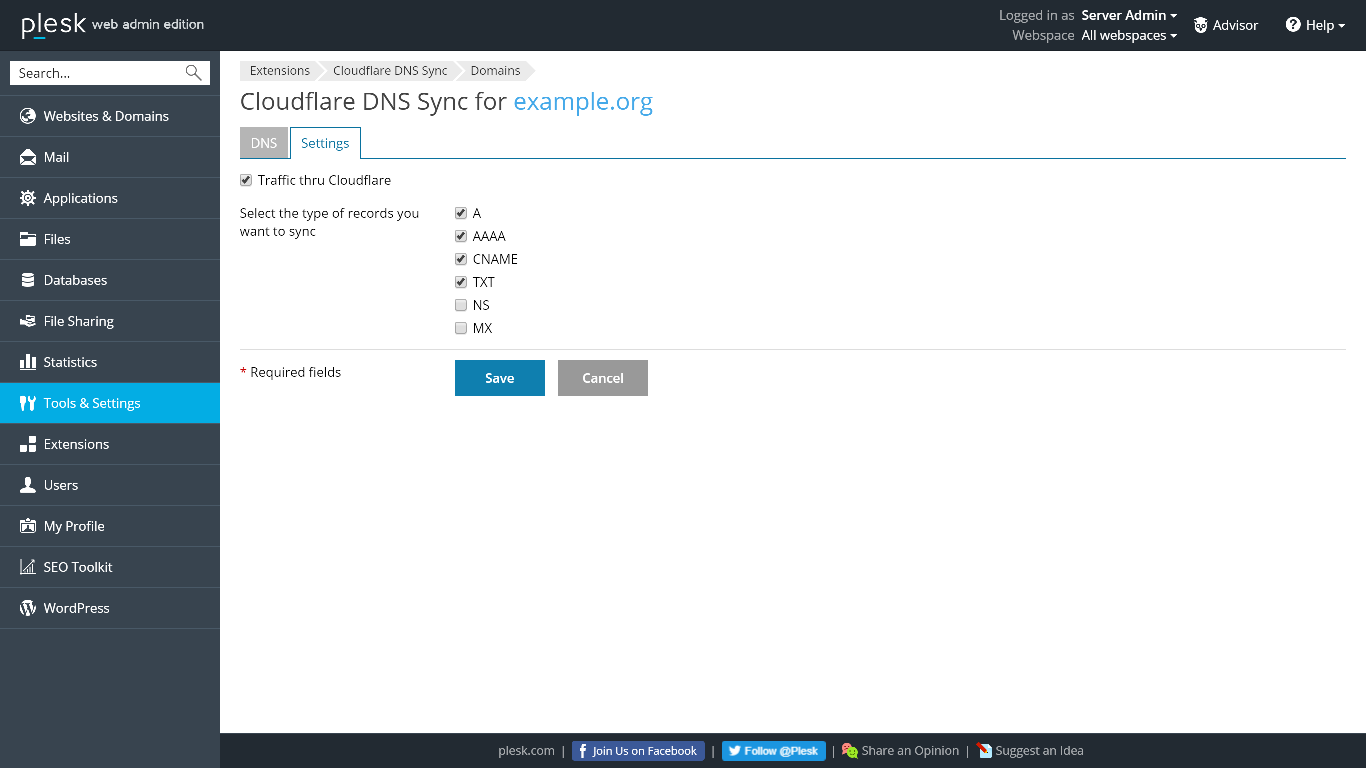 plesk web admin edition
Logged in as Server Admin
Webspace All webspaces
Advisor
Help
Search...
Websites & Domains
Mail
Applications
Files
Databases
File Sharing
Statistics
Tools & Settings
Extensions
Users
My Profile
SEO Toolkit
WordPress
Extensions Cloudflare DNS Sync Domains
Cloudflare DNS Sync for example.org
DNS Settings
Traffic thru Cloudflare
Select the type of records you
want to sync
A
AAAA
CNAME
TXT
NS
MX
* Required fields
Save Cancel
plesk.com | Join Us on Facebook | Follow @Plesk | Share an Opinion | Suggest an Idea